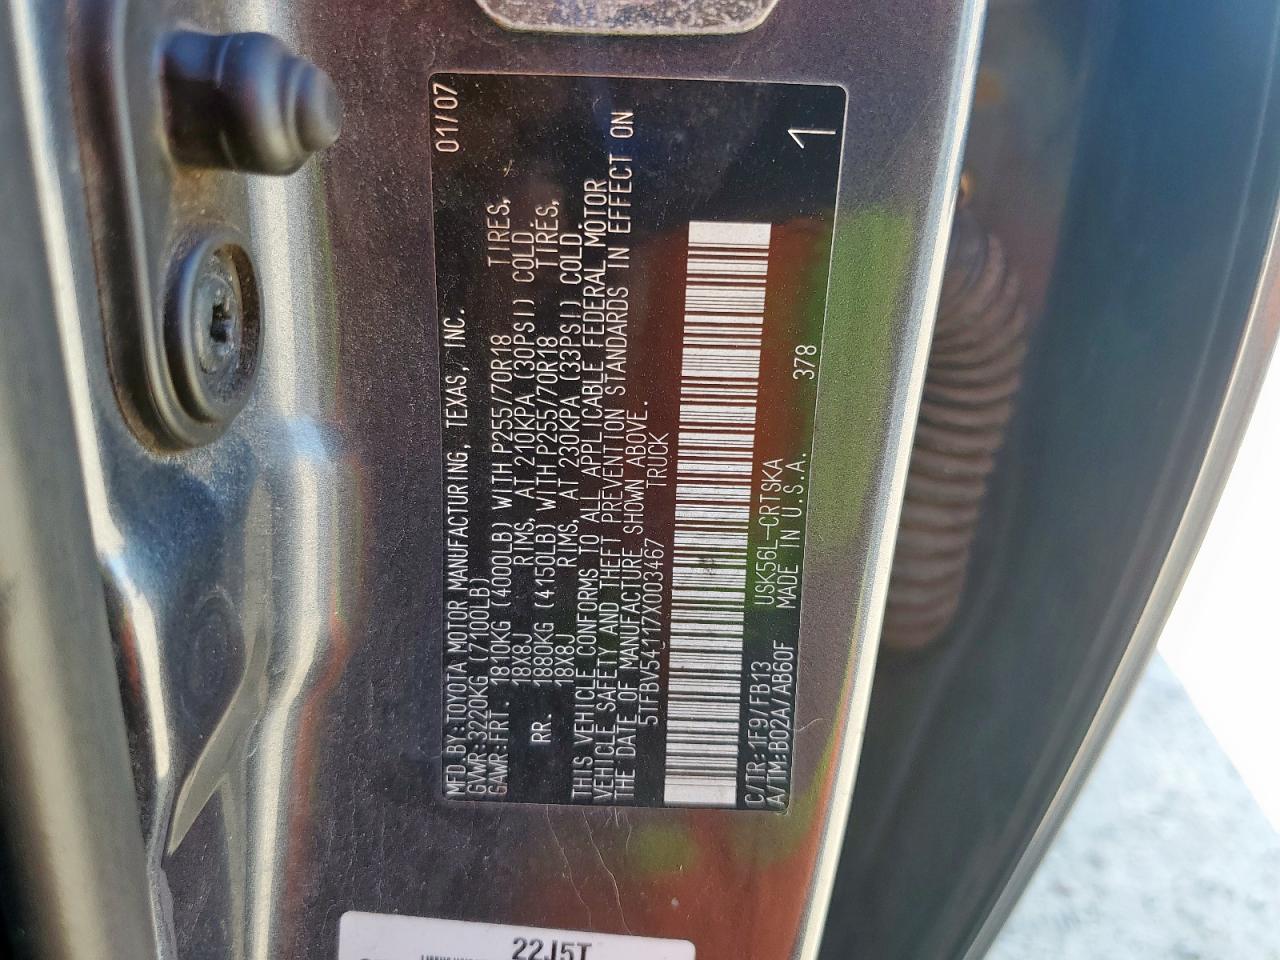 MFD.BY:TOYOTA MOTOR MANUFACTURING, TEXAS, INC. 01/07
GVWR:3220KG (7100LB)
GAWR:FRT. 1810KG (4000LB) WITH P255/70R18 TIRES,
18X8J RIMS, AT 210KPA (30PSI) COLD.
RR. 1880KG (4150LB) WITH P255/70R18 TIRES,
18X8J RIMS, AT 230KPA (33PSI) COLD.
THIS VEHICLE CONFORMS TO ALL APPLICABLE FEDERAL MOTOR
VEHICLE SAFETY AND THEFT PREVENTION STANDARDS IN EFFECT ON
THE DATE OF MANUFACTURE SHOWN ABOVE.
5TFBV54117X003467 TRUCK
C/TR:1F9/FB13 USK56L-CRTSKA 378 1
A/TM:B02A/AB60F MADE IN U.S.A.
22J5T